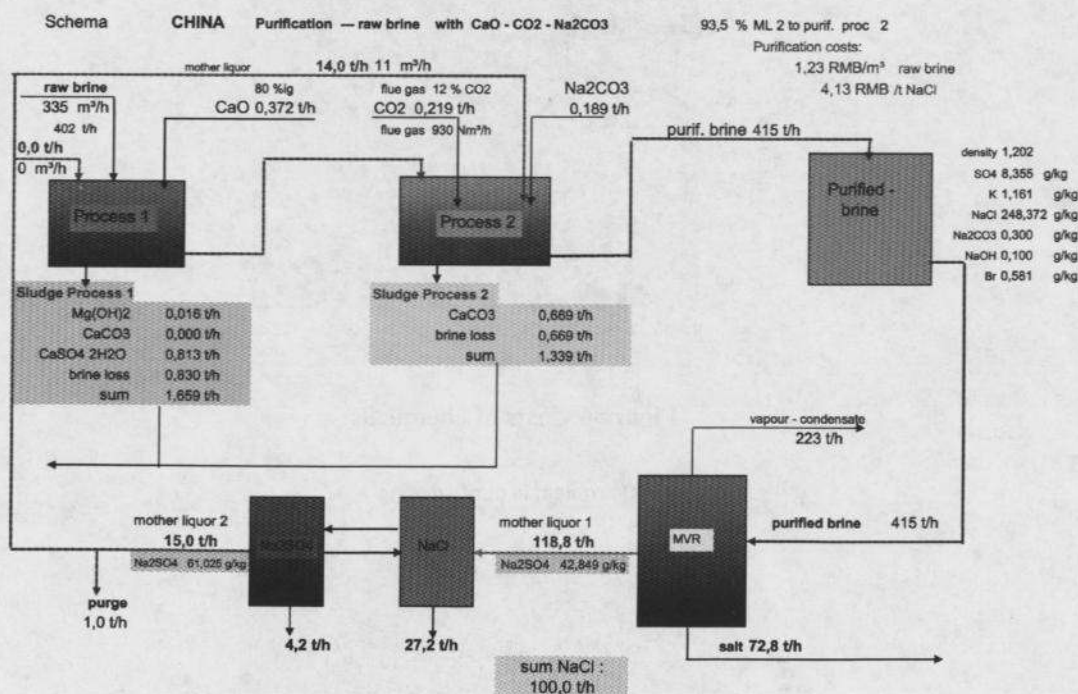 Schema CHINA Purification — raw brine with CaO - CO2 - Na2CO3 93,5 % ML 2 to purif. proc 2
Purification costs:
1,23 RMB/m³ raw brine
4,13 RMB /t NaCl
mother liquor 14,0 t/h 11 m³/h
raw brine
335 m³/h
402 t/h
0,0 t/h
0 m³/h
80 %ig
CaO 0,372 t/h
flue gas 12 % CO2
CO2 0,219 t/h
flue gas 930 Nm³/h
Na2CO3
0,189 t/h
purif. brine 415 t/h
Process 1
Process 2
Purified -
brine
density 1,202
SO4 8,355 g/kg
K 1,161 g/kg
NaCl 248,372 g/kg
Na2CO3 0,300 g/kg
NaOH 0,100 g/kg
Br 0,581 g/kg
Sludge Process 1
Mg(OH)2 0,016 t/h
CaCO3 0,000 t/h
CaSO4 2H2O 0,813 t/h
brine loss 0,830 t/h
sum 1,659 t/h
Sludge Process 2
CaCO3 0,669 t/h
brine loss 0,669 t/h
sum 1,339 t/h
vapour - condensate
223 t/h
mother liquor 2
15,0 t/h
Na2SO4 61,025 g/kg
Na2SO4
NaCl
mother liquor 1
118,8 t/h
Na2SO4 42,849 g/kg
MVR
purified brine 415 t/h
purge
1,0 t/h
4,2 t/h
27,2 t/h
salt 72,8 t/h
sum NaCl :
100,0 t/h